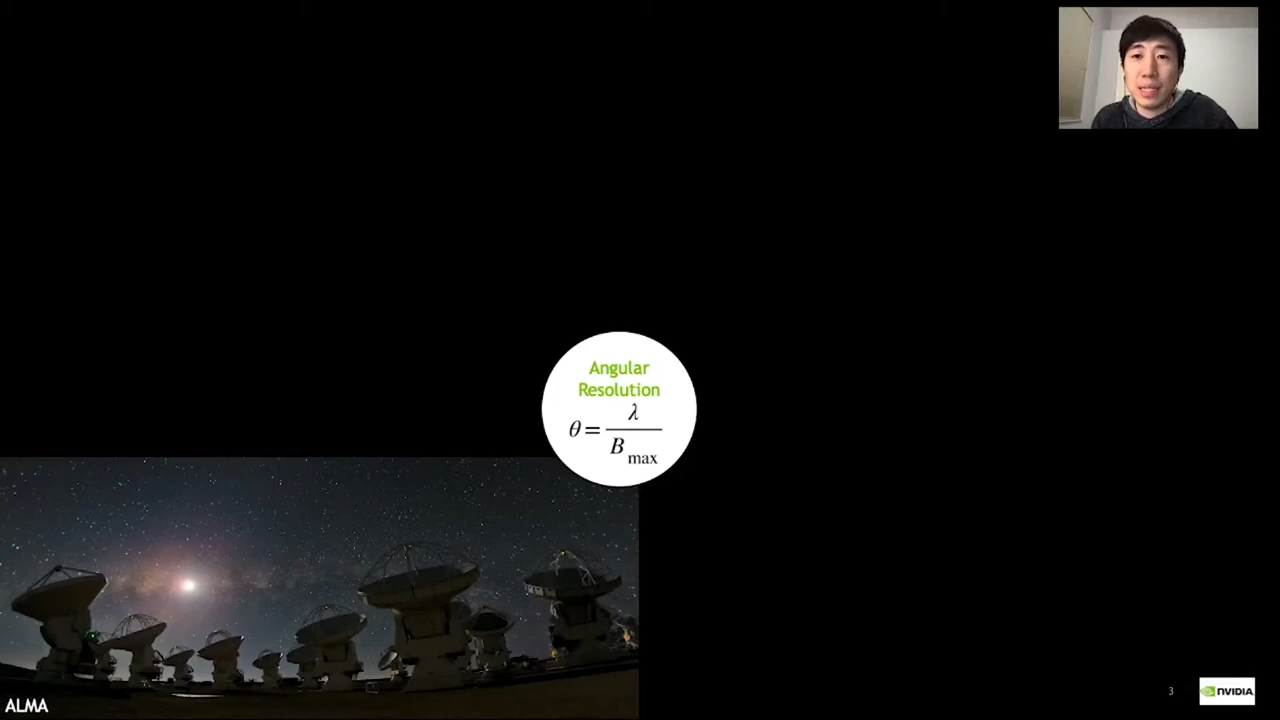 Angular
Resolution
θ = λ / B max
ALMA
3
NVIDIA